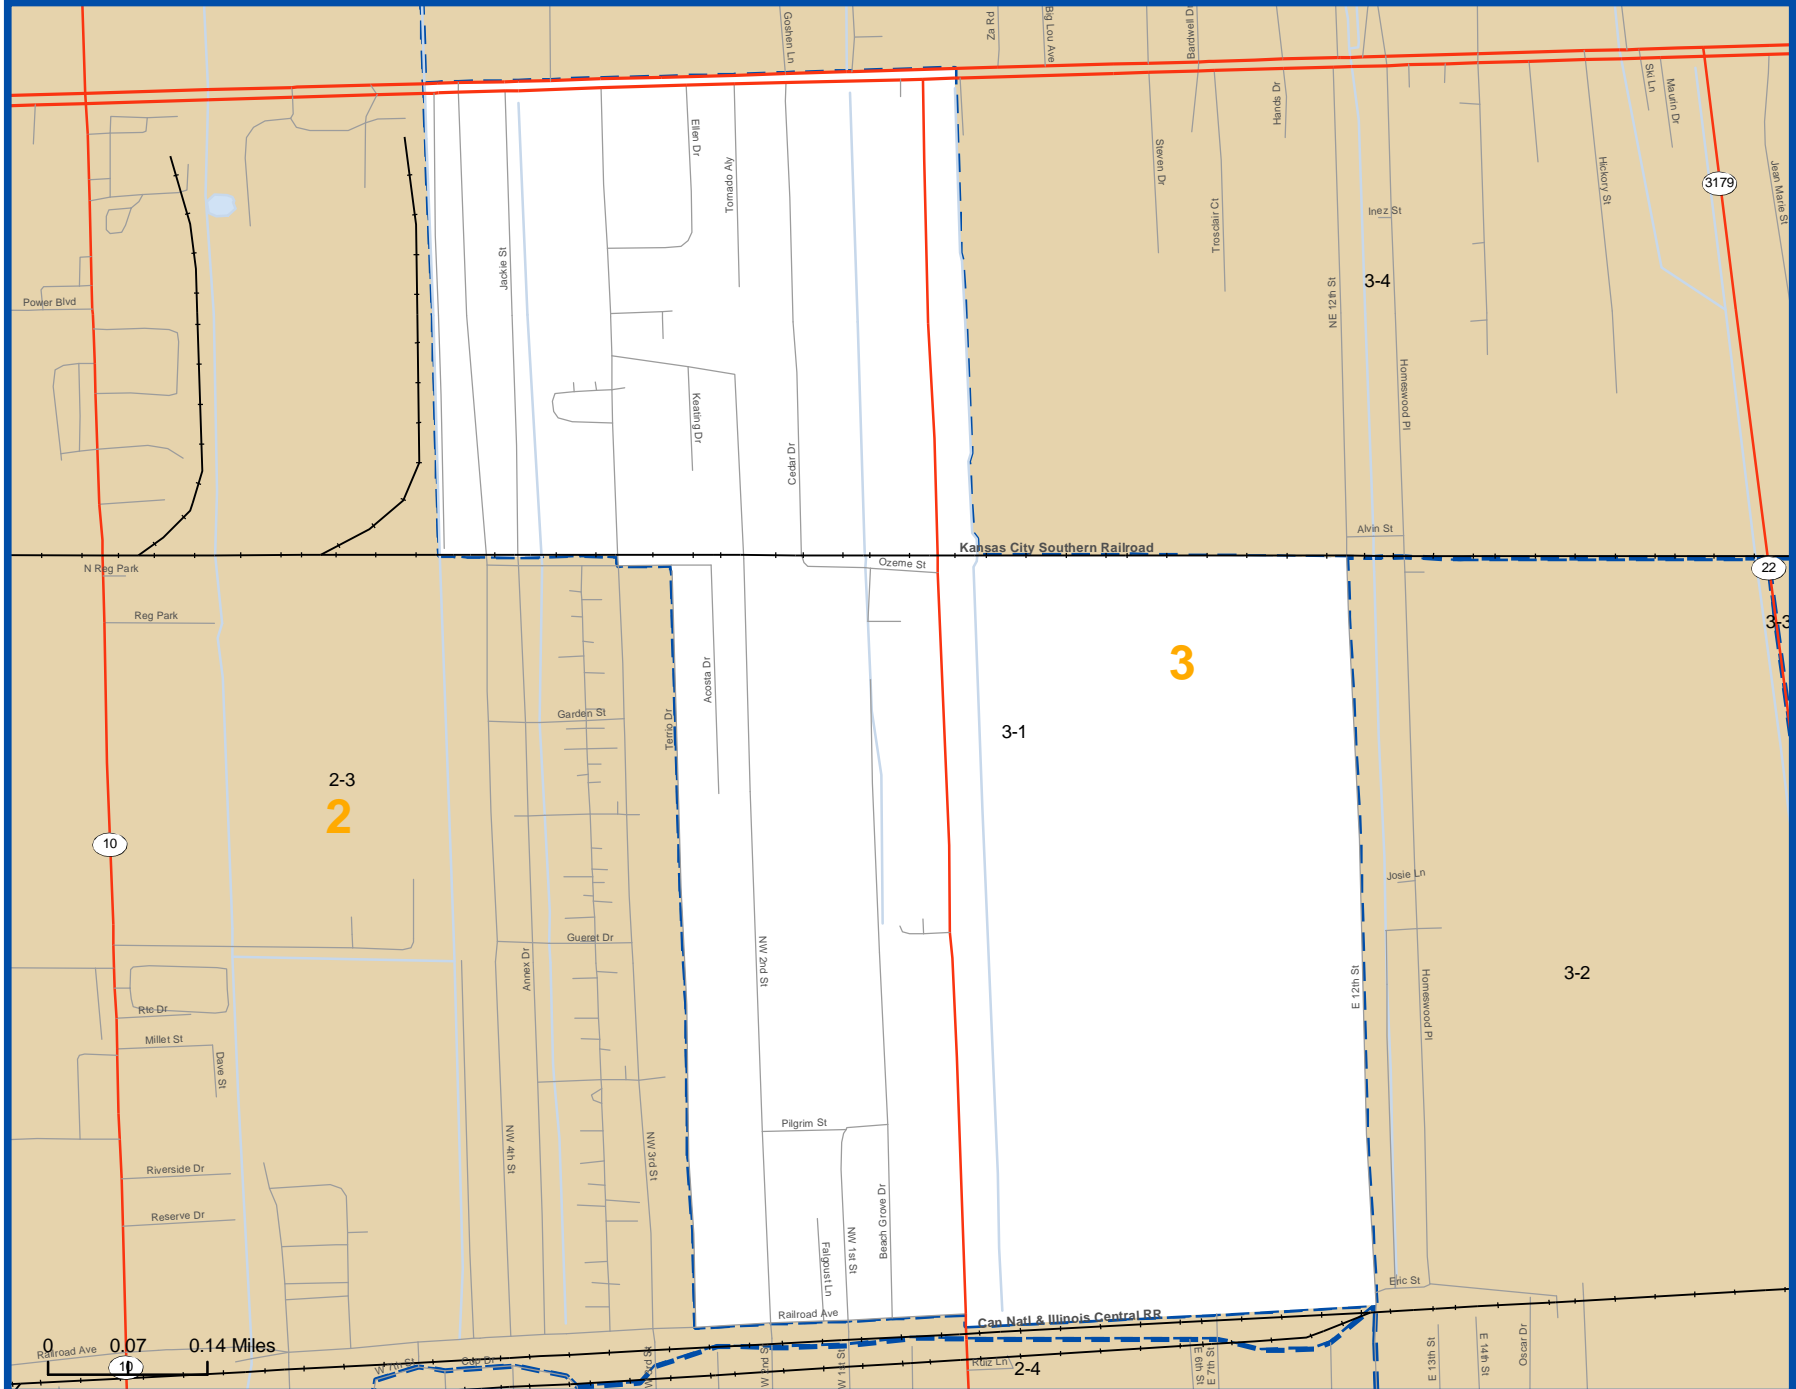 Goshen Ln
Za Rd
Big Lou Ave
Bardwell D
Ski Ln
Maurin Dr
Hands Dr
Ellen Dr
Tornado Aly
Steven Dr
Hickory St
Jean Marie St
3179
Inez St
Trosclair Ct
Jackie St
NE 12th St
3-4
Power Blvd
Homeswood Pl
Keating Dr
Cedar Dr
Alvin St
Kansas City Southern Railroad
N Reg Park
Ozeme St
22
Reg Park
3-3
3
Acosta Dr
Garden St
Terrio Dr
3-1
2-3
2
10
Josie Ln
Gueret Dr
Annex Dr
NW 2nd St
E 12th St
3-2
Homeswood Pl
Rtc Dr
Millet St
Dave St
Pilgrim St
NW 4th St
NW 3rd St
Riverside Dr
Reserve Dr
Beach Grove Dr
NW 1st St
Falgoust Ln
Eric St
Railroad Ave
Can Natl & Illinois Central RR
0 0.07 0.14 Miles
Railroad Ave
10
Cap Dr
Ruiz Ln
2-4
E 6th St
E 7th St
E 13th St
E 14th St
Oscar Dr